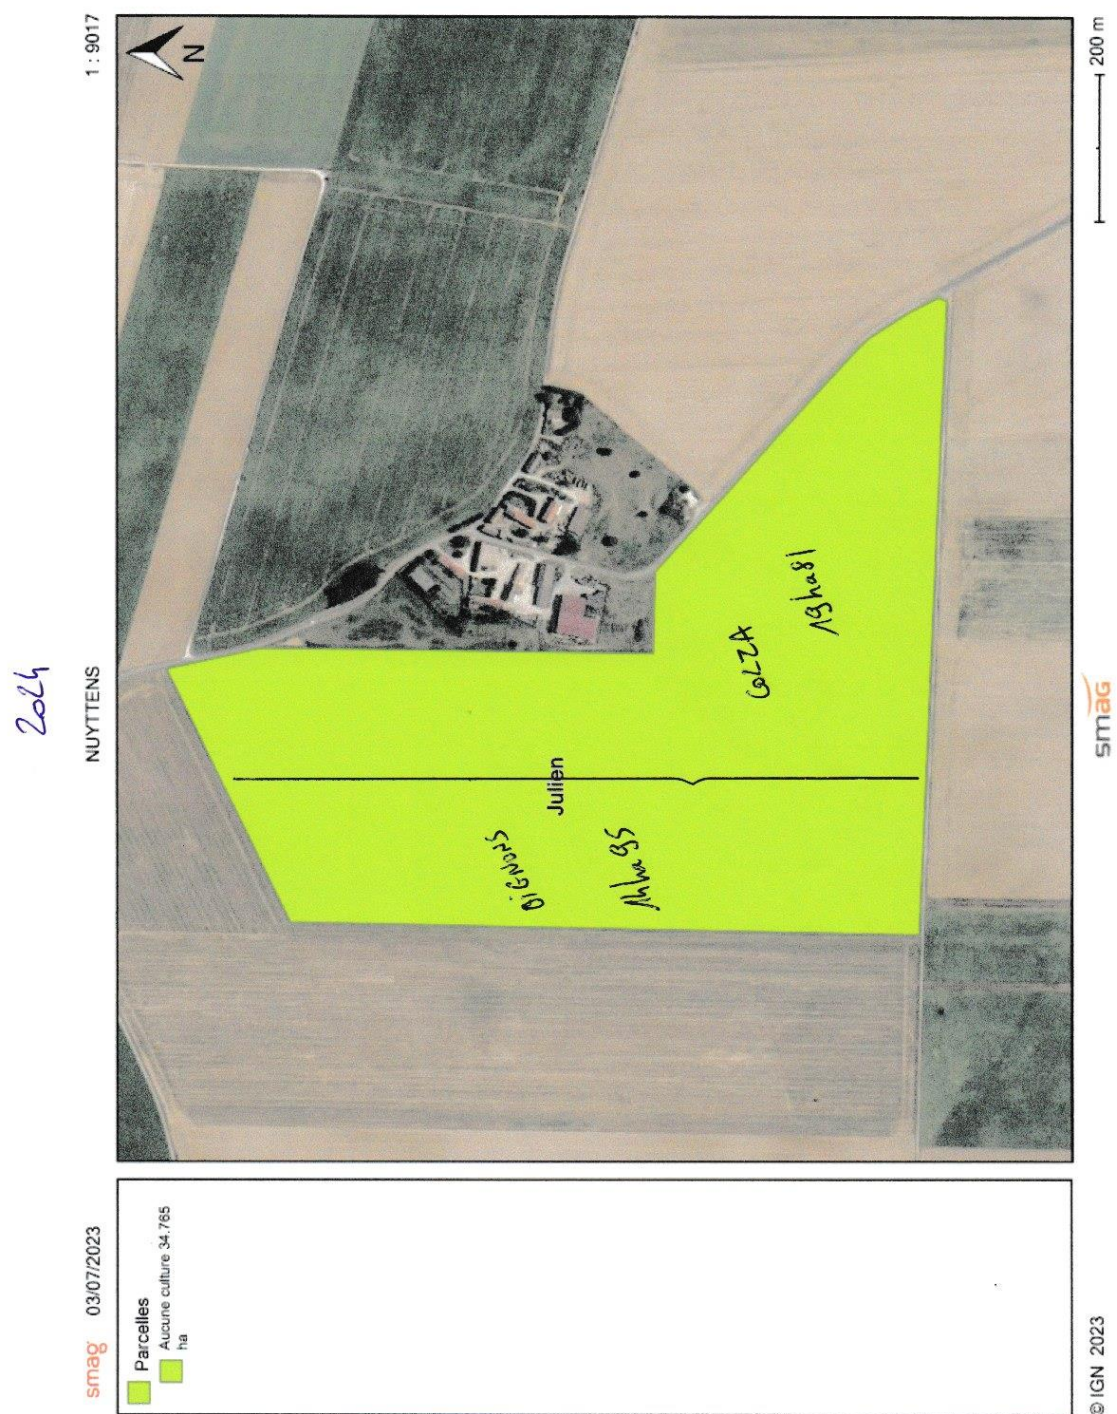 2024
smag 03/07/2023
NUYTTENS
1 : 9017
Parcelles
Aucune culture 34.765
ha
N
Julien
OiGNONS
14ha95
COLZA
19ha81
© IGN 2023
smag
200 m